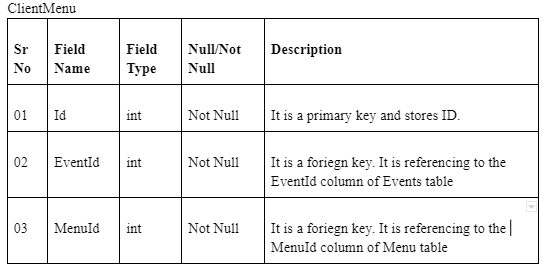 ClientMenu
Sr No Field Name Field Type Null/Not Null Description
01 Id int Not Null It is a primary key and stores ID.
02 EventId int Not Null It is a foriegn key. It is referencing to the
EventId column of Events table
03 MenuId int Not Null It is a foriegn key. It is referencing to the
MenuId column of Menu table